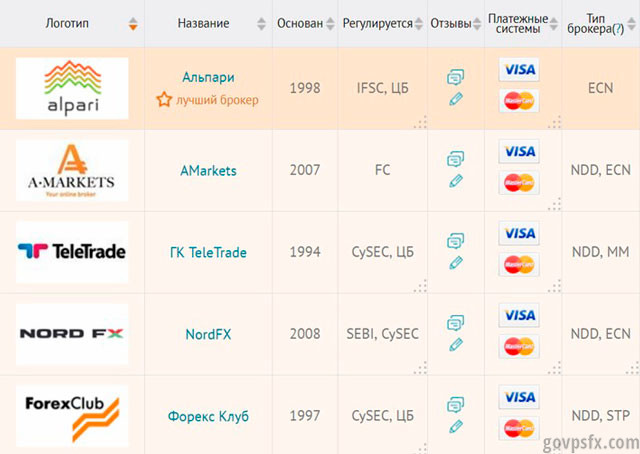 Логотип Название Основан Регулируется Отзывы Платежные системы Тип брокера(?)
alpari Альпари 1998 IFSC, ЦБ VISA ECN
лучший брокер MasterCard
A-MARKETS AMarkets 2007 FC VISA NDD, ECN
Your online broker MasterCard
TeleTrade ГК TeleTrade 1994 CySEC, ЦБ VISA NDD, MM
MasterCard
NORD FX NordFX 2008 SEBI, CySEC VISA NDD, ECN
MasterCard
ForexClub Форекс Клуб 1997 CySEC, ЦБ VISA NDD, STP
MasterCard
govpsfx.com